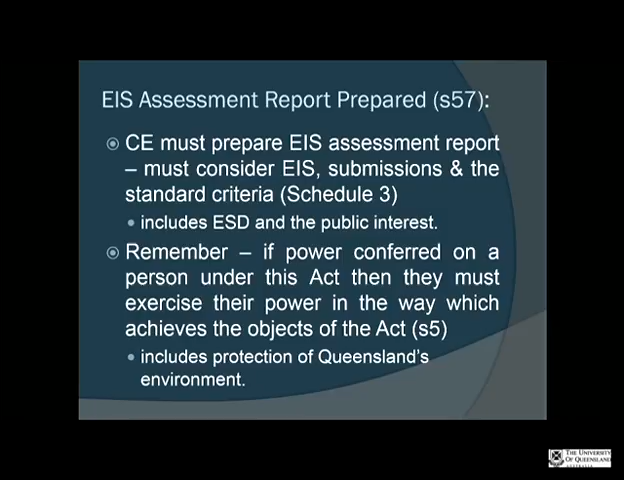 EIS Assessment Report Prepared (s57):
CE must prepare EIS assessment report
– must consider EIS, submissions & the
standard criteria (Schedule 3)
includes ESD and the public interest.
Remember – if power conferred on a
person under this Act then they must
exercise their power in the way which
achieves the objects of the Act (s5)
includes protection of Queensland's
environment.
THE UNIVERSITY
OF QUEENSLAND
AUSTRALIA